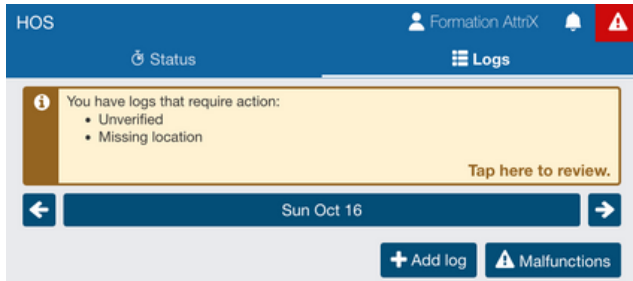 HOS
Formation AttriX
Status
Logs
You have logs that require action:
• Unverified
• Missing location
Tap here to review.
Sun Oct 16
Add log
Malfunctions